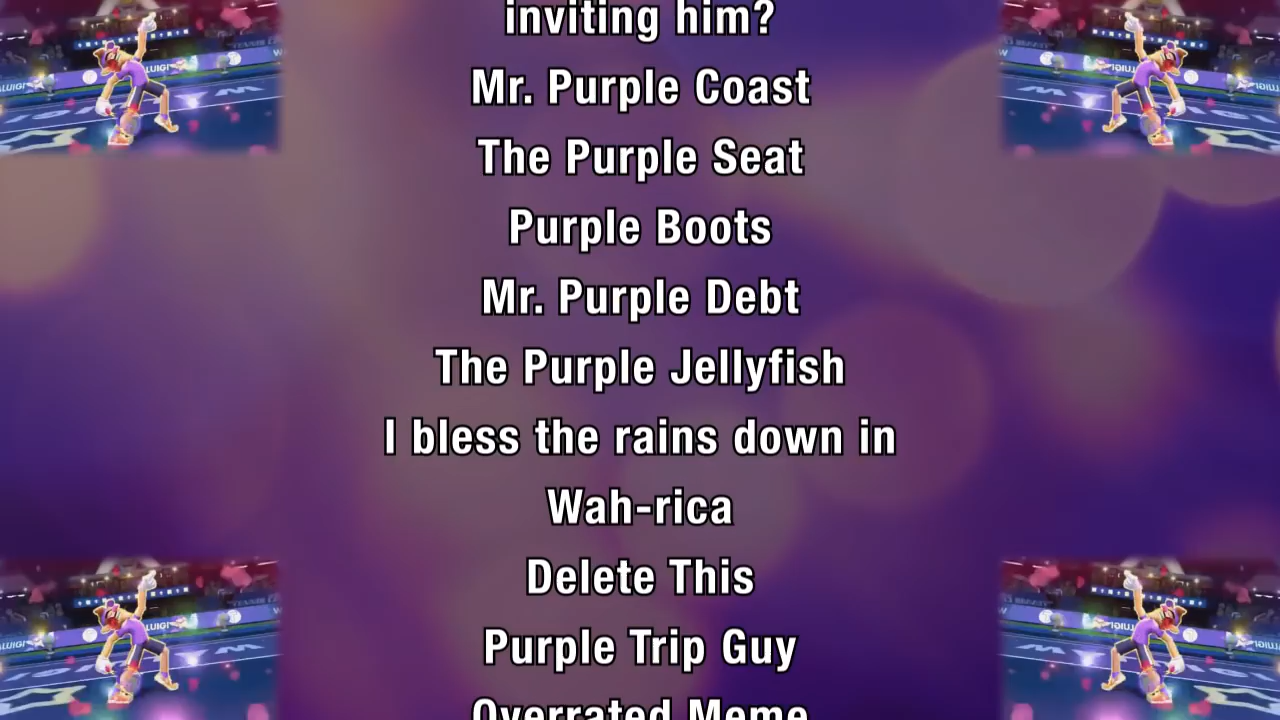 inviting him?
Mr. Purple Coast
The Purple Seat
Purple Boots
Mr. Purple Debt
The Purple Jellyfish
I bless the rains down in
Wah-rica
Delete This
Purple Trip Guy
Overrated Meme